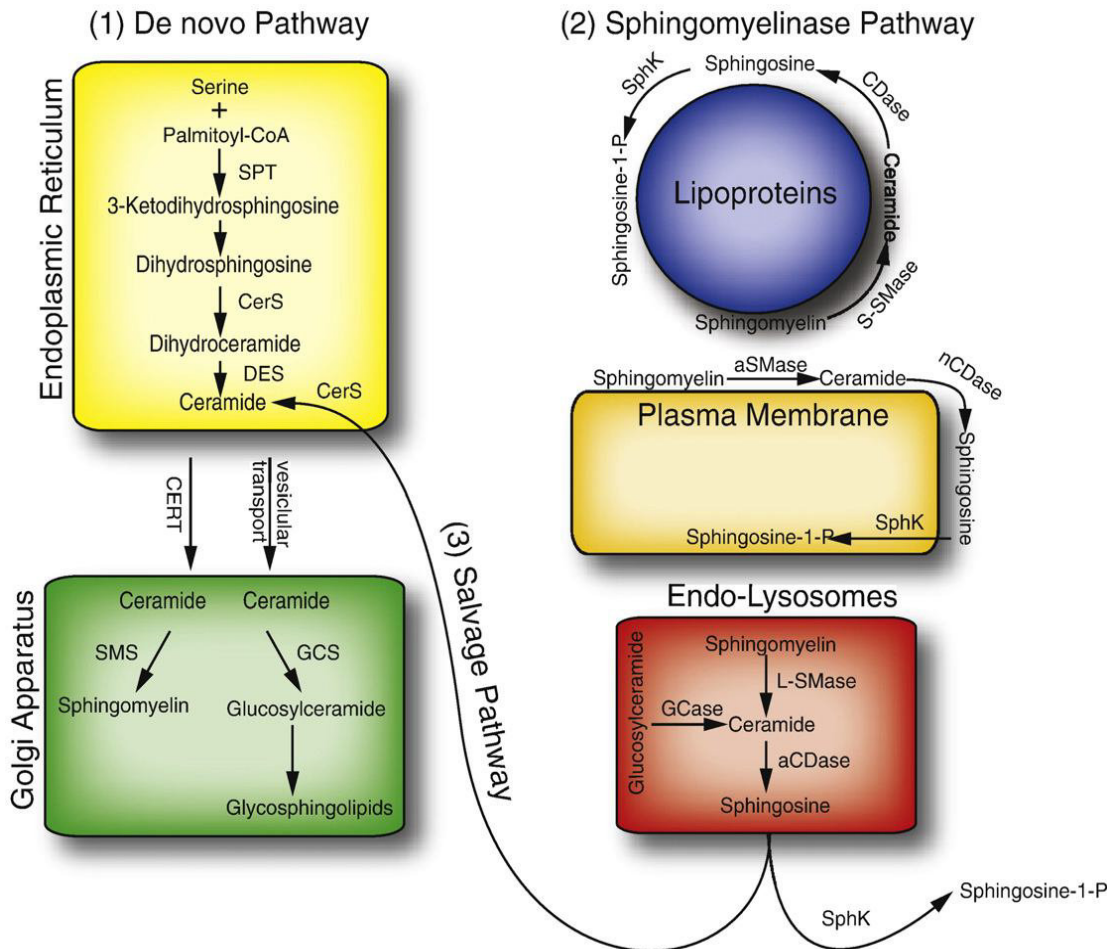 (1) De novo Pathway
Endoplasmic Reticulum
Serine
+
Palmitoyl-CoA
SPT
3-Ketodihydrosphingosine
Dihydrosphingosine
CerS
Dihydroceramide
DES
Ceramide
CerS
CERT
vesiclular
transport
Golgi Apparatus
Ceramide
Ceramide
SMS
GCS
Sphingomyelin
Glucosylceramide
Glycosphingolipids
(3) Salvage Pathway
(2) Sphingomyelinase Pathway
Sphingosine
SphK
CDase
Sphingosine-1-P
Lipoproteins
Ceramide
S-SMase
Sphingomyelin
Sphingomyelin
aSMase
Ceramide
nCDase
Plasma Membrane
Sphingosine
SphK
Sphingosine-1-P
Endo-Lysosomes
Sphingomyelin
L-SMase
Glucosylceramide
GCase
Ceramide
aCDase
Sphingosine
SphK
Sphingosine-1-P